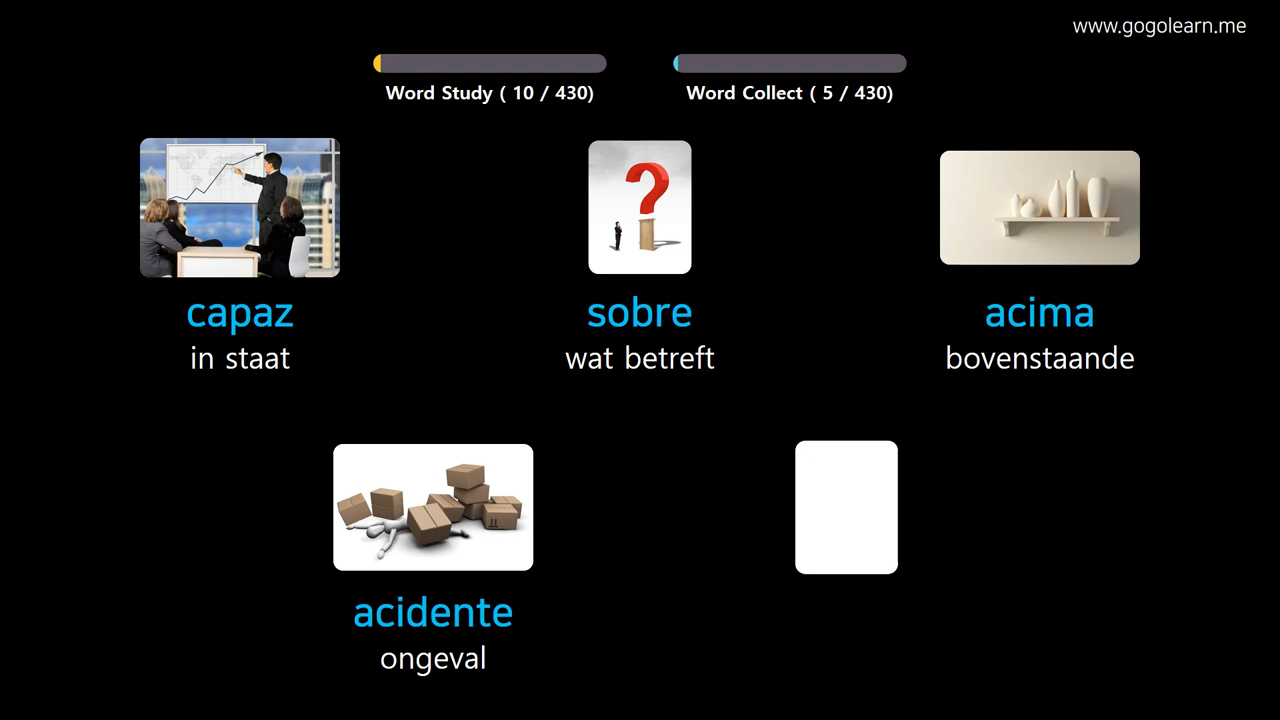 www.gogolearn.me
Word Study ( 10 / 430)
Word Collect ( 5 / 430)
capaz
in staat
sobre
wat betreft
acima
bovenstaande
acidente
ongeval